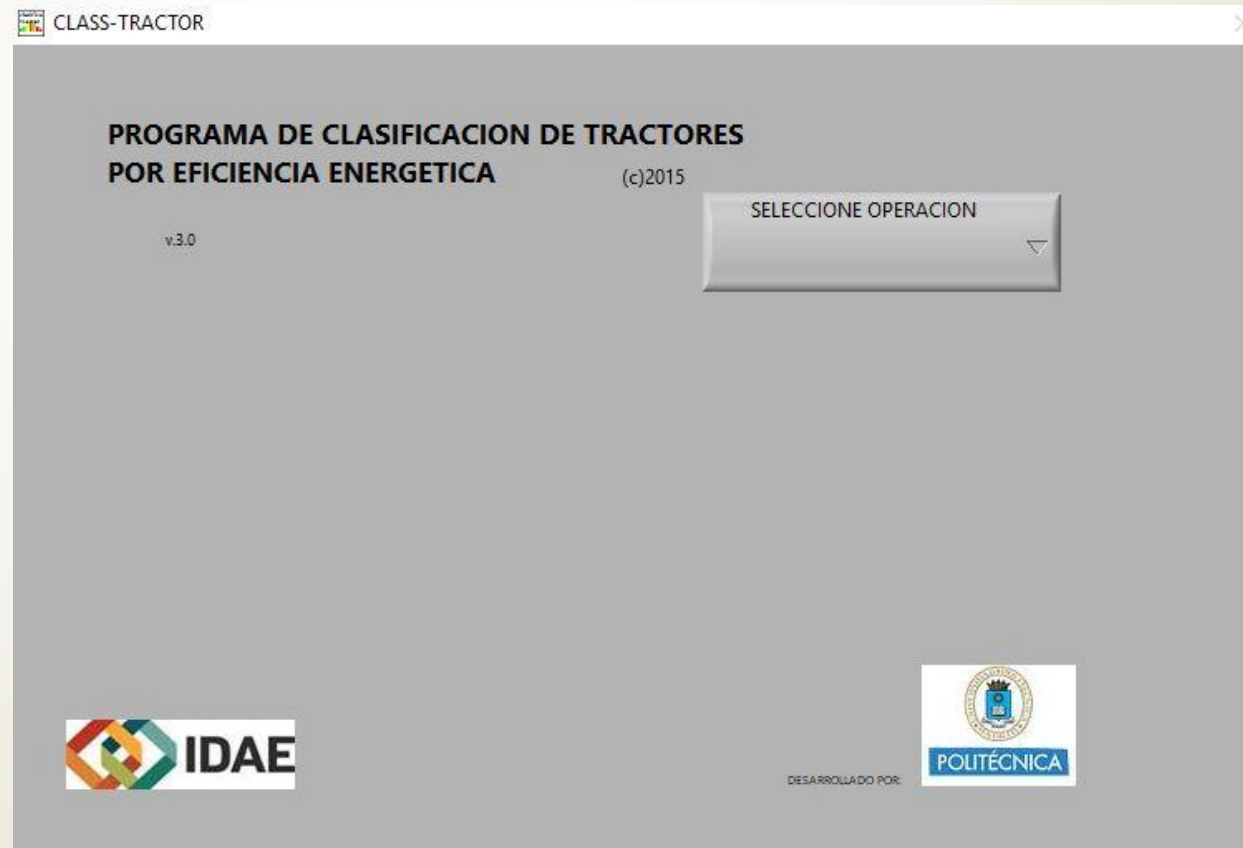 CLASS-TRACTOR
PROGRAMA DE CLASIFICACION DE TRACTORES
POR EFICIENCIA ENERGETICA
(c)2015
SELECCIONE OPERACION
v.3.0
IDAE
DESARROLLADO POR:
POLITÉCNICA